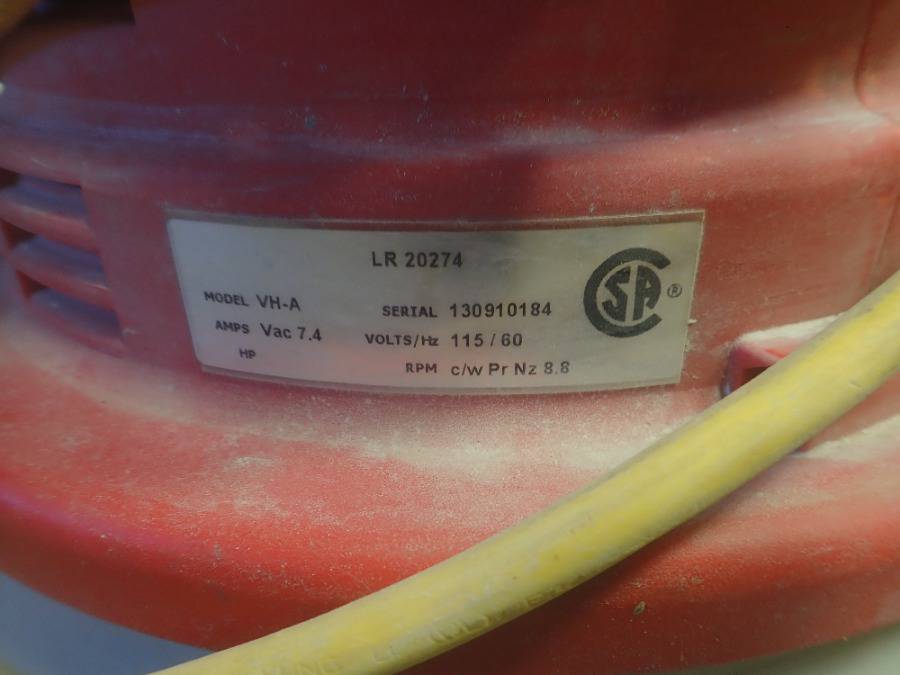 LR 20274
MODEL VH-A SERIAL 130910184
AMPS Vac 7.4 VOLTS/Hz 115 / 60
HP RPM c/w Pr Nz 8.8
CSA ®